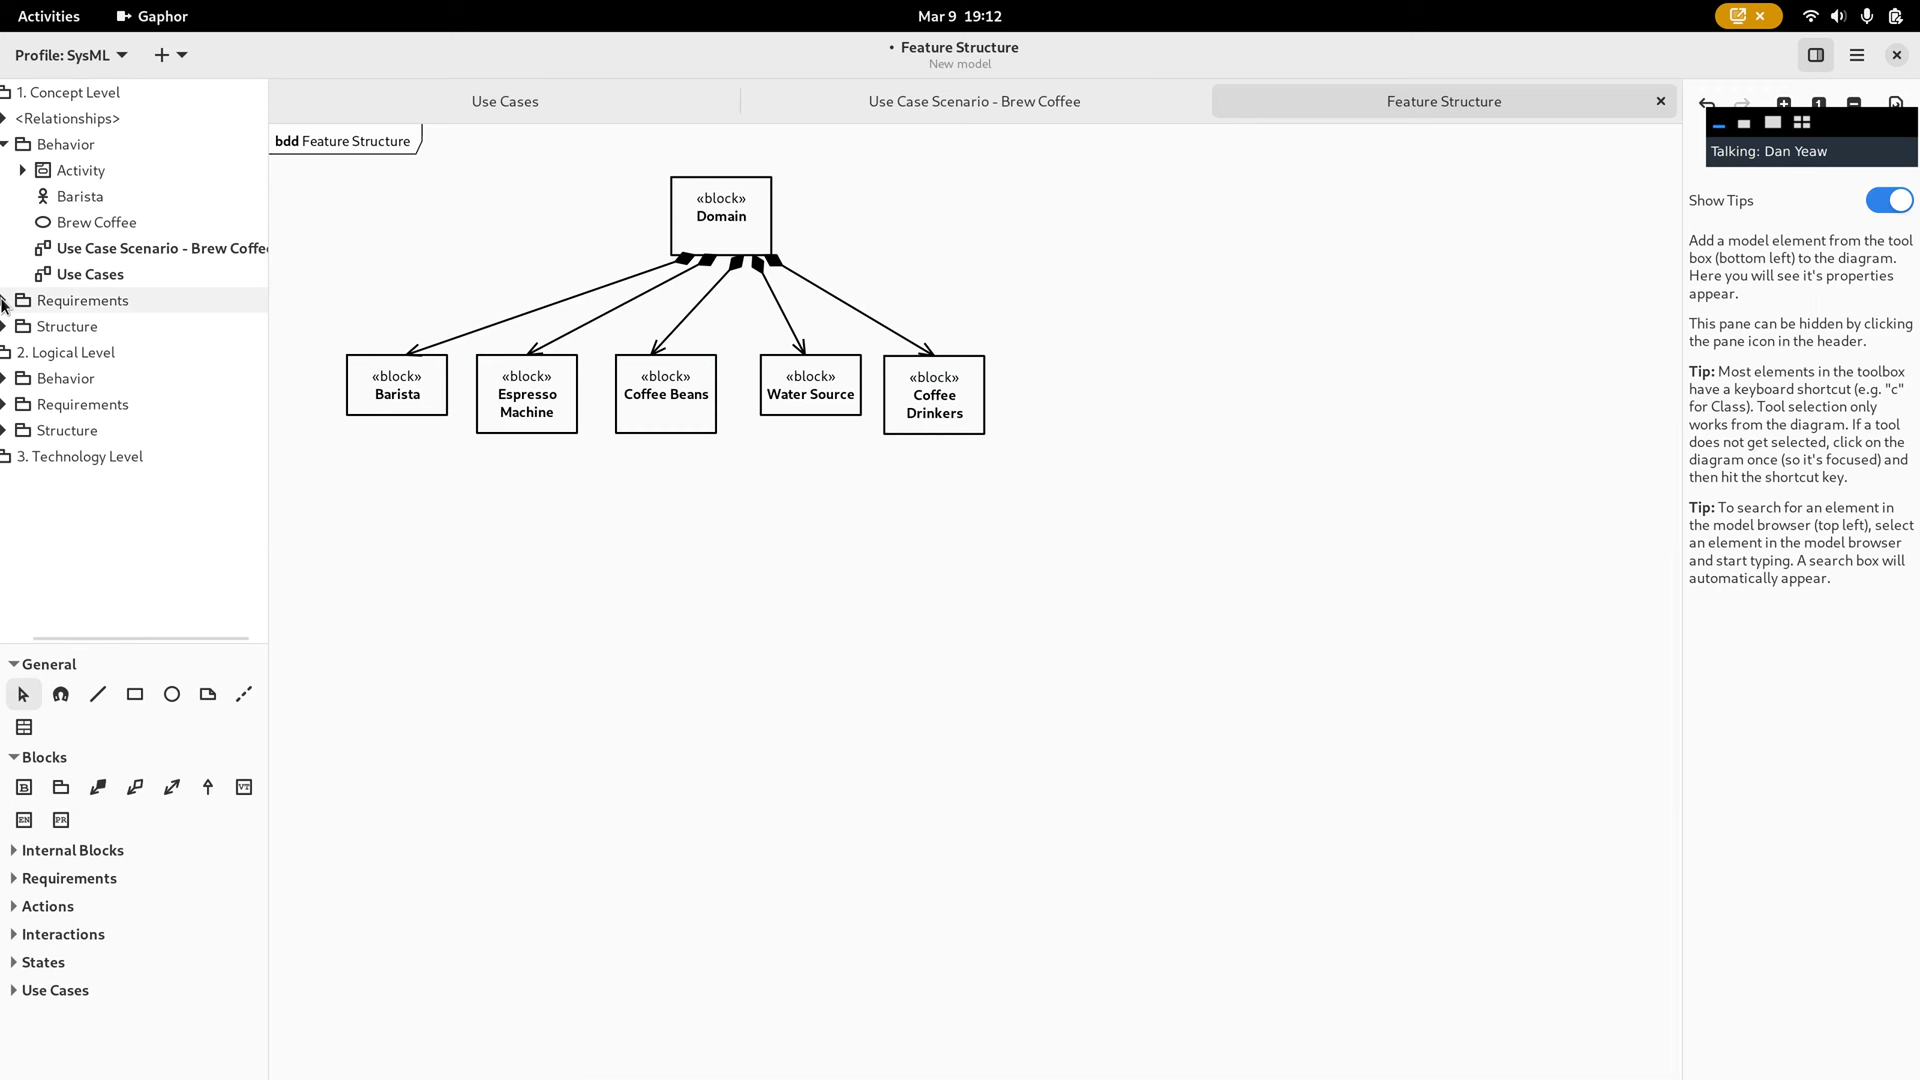 Activities
Gaphor
Mar 9 19:12
Profile: SysML
• Feature Structure
New model
1. Concept Level
<Relationships>
Behavior
Activity
Barista
Brew Coffee
Use Case Scenario - Brew Coffe
Use Cases
Requirements
Structure
2. Logical Level
Behavior
Requirements
Structure
3. Technology Level
General
Blocks
B
VT
EN
PR
Internal Blocks
Requirements
Actions
Interactions
States
Use Cases
Use Cases
Use Case Scenario - Brew Coffee
Feature Structure
bdd Feature Structure
«block»
Domain
«block»
Barista
«block»
Espresso
Machine
«block»
Coffee Beans
«block»
Water Source
«block»
Coffee
Drinkers
Talking: Dan Yeaw
Show Tips
Add a model element from the tool
box (bottom left) to the diagram.
Here you will see it's properties
appear.
This pane can be hidden by clicking
the pane icon in the header.
Tip: Most elements in the toolbox
have a keyboard shortcut (e.g. "c"
for Class). Tool selection only
works from the diagram. If a tool
does not get selected, click on the
diagram once (so it's focused) and
then hit the shortcut key.
Tip: To search for an element in
the model browser (top left), select
an element in the model browser
and start typing. A search box will
automatically appear.